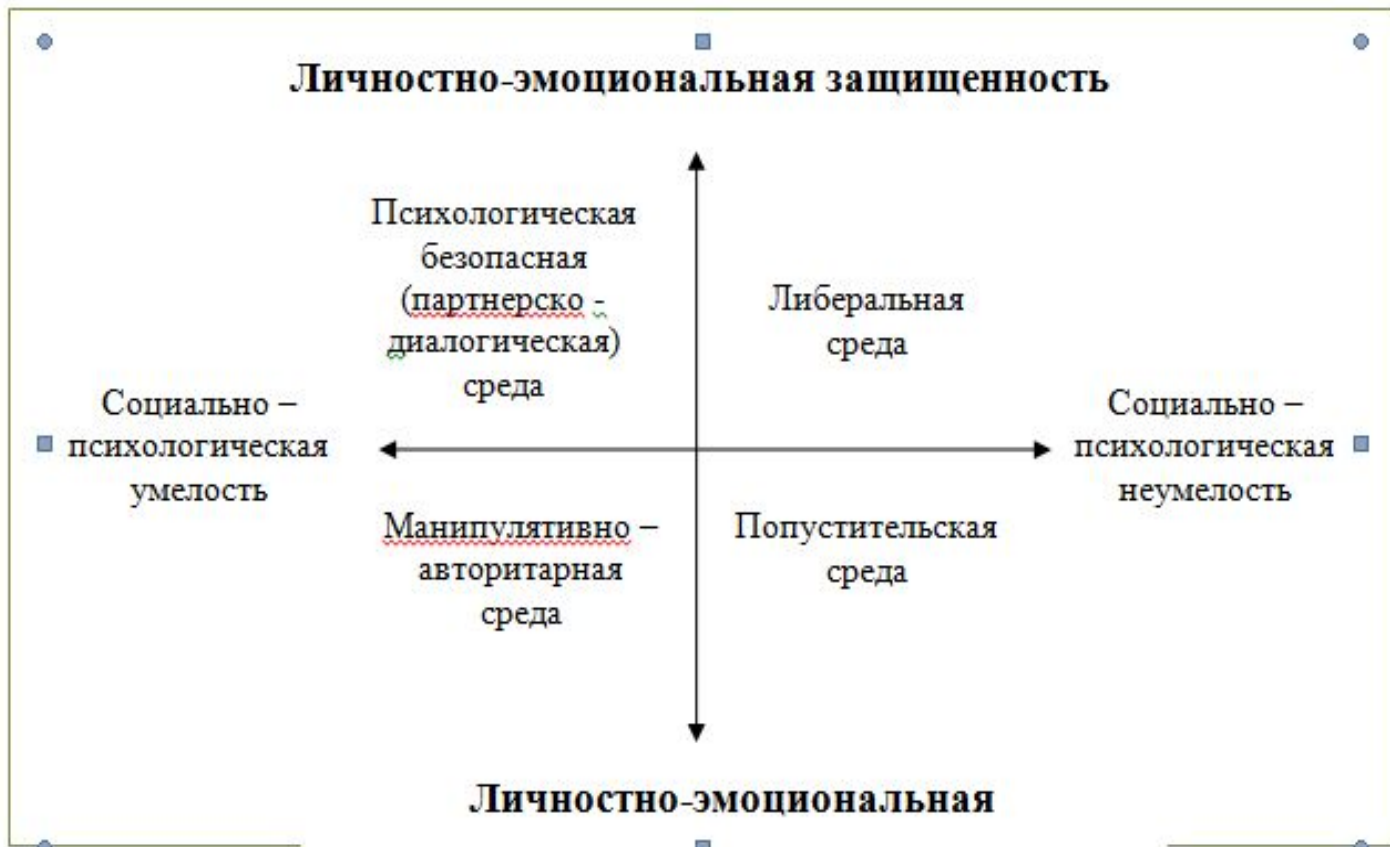 Личностно-эмоциональная защищенность
Психологическая
безопасная
(партнерско -
диалогическая)
среда
Либеральная
среда
Социально –
психологическая
умелость
Социально –
психологическая
неумелость
Манипулятивно –
авторитарная
среда
Попустительская
среда
Личностно-эмоциональная